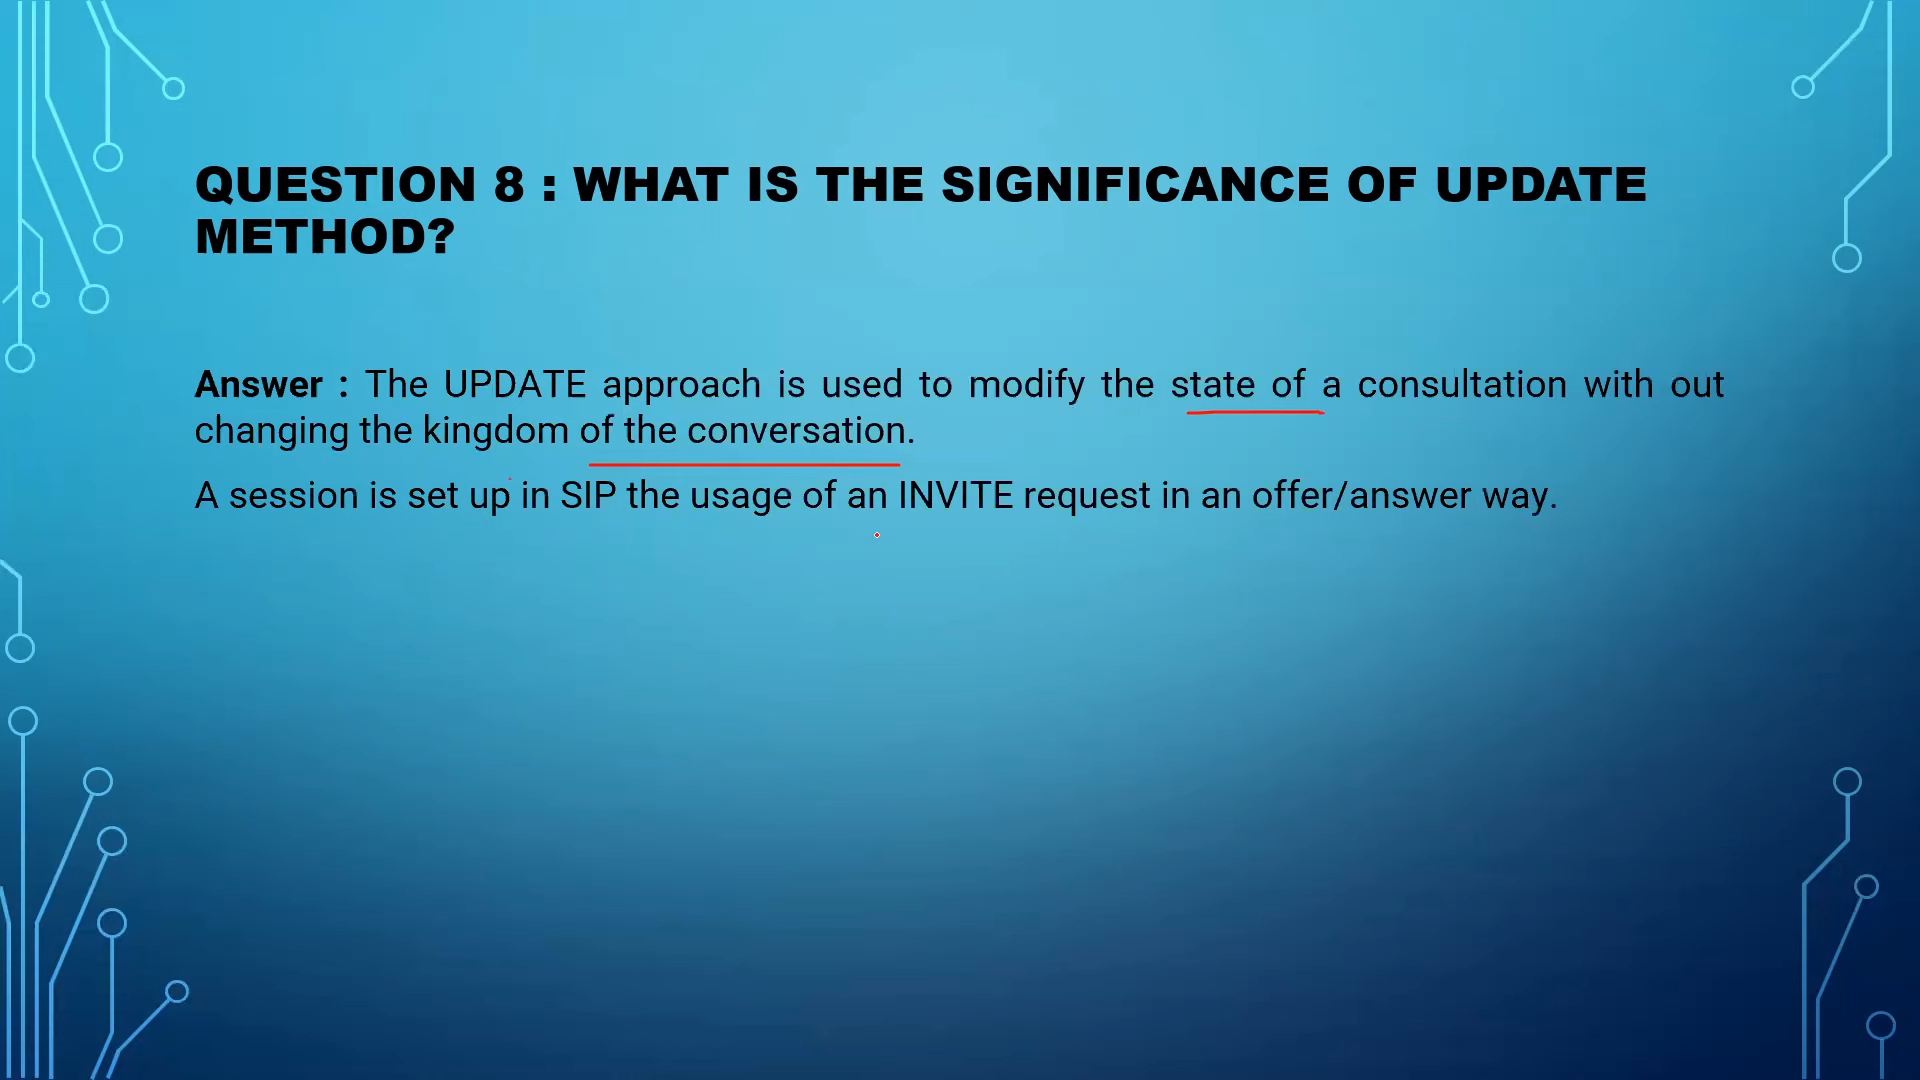 QUESTION 8 : WHAT IS THE SIGNIFICANCE OF UPDATE
METHOD?
Answer : The UPDATE approach is used to modify the state of a consultation with out
changing the kingdom of the conversation.
A session is set up in SIP the usage of an INVITE request in an offer/answer way.